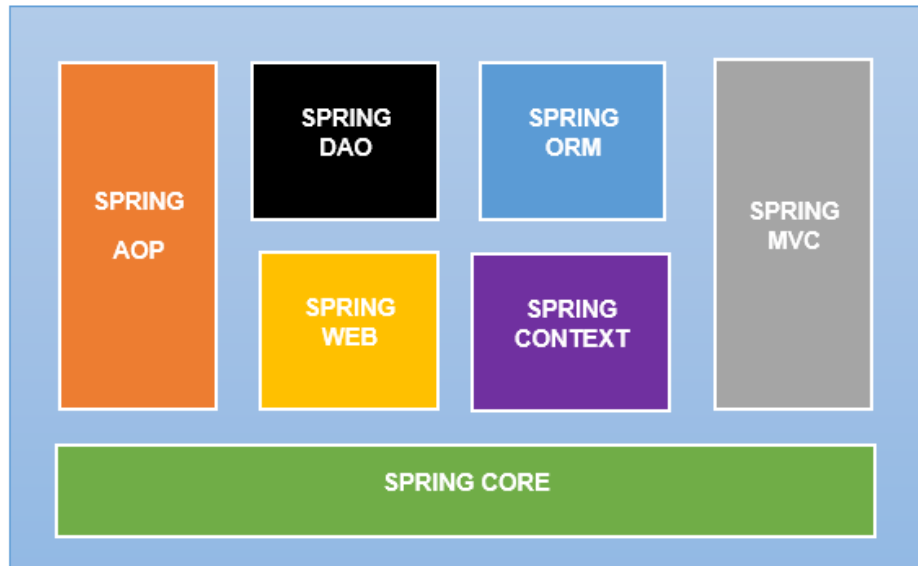 SPRING
AOP
SPRING
DAO
SPRING
ORM
SPRING
MVC
SPRING
WEB
SPRING
CONTEXT
SPRING CORE